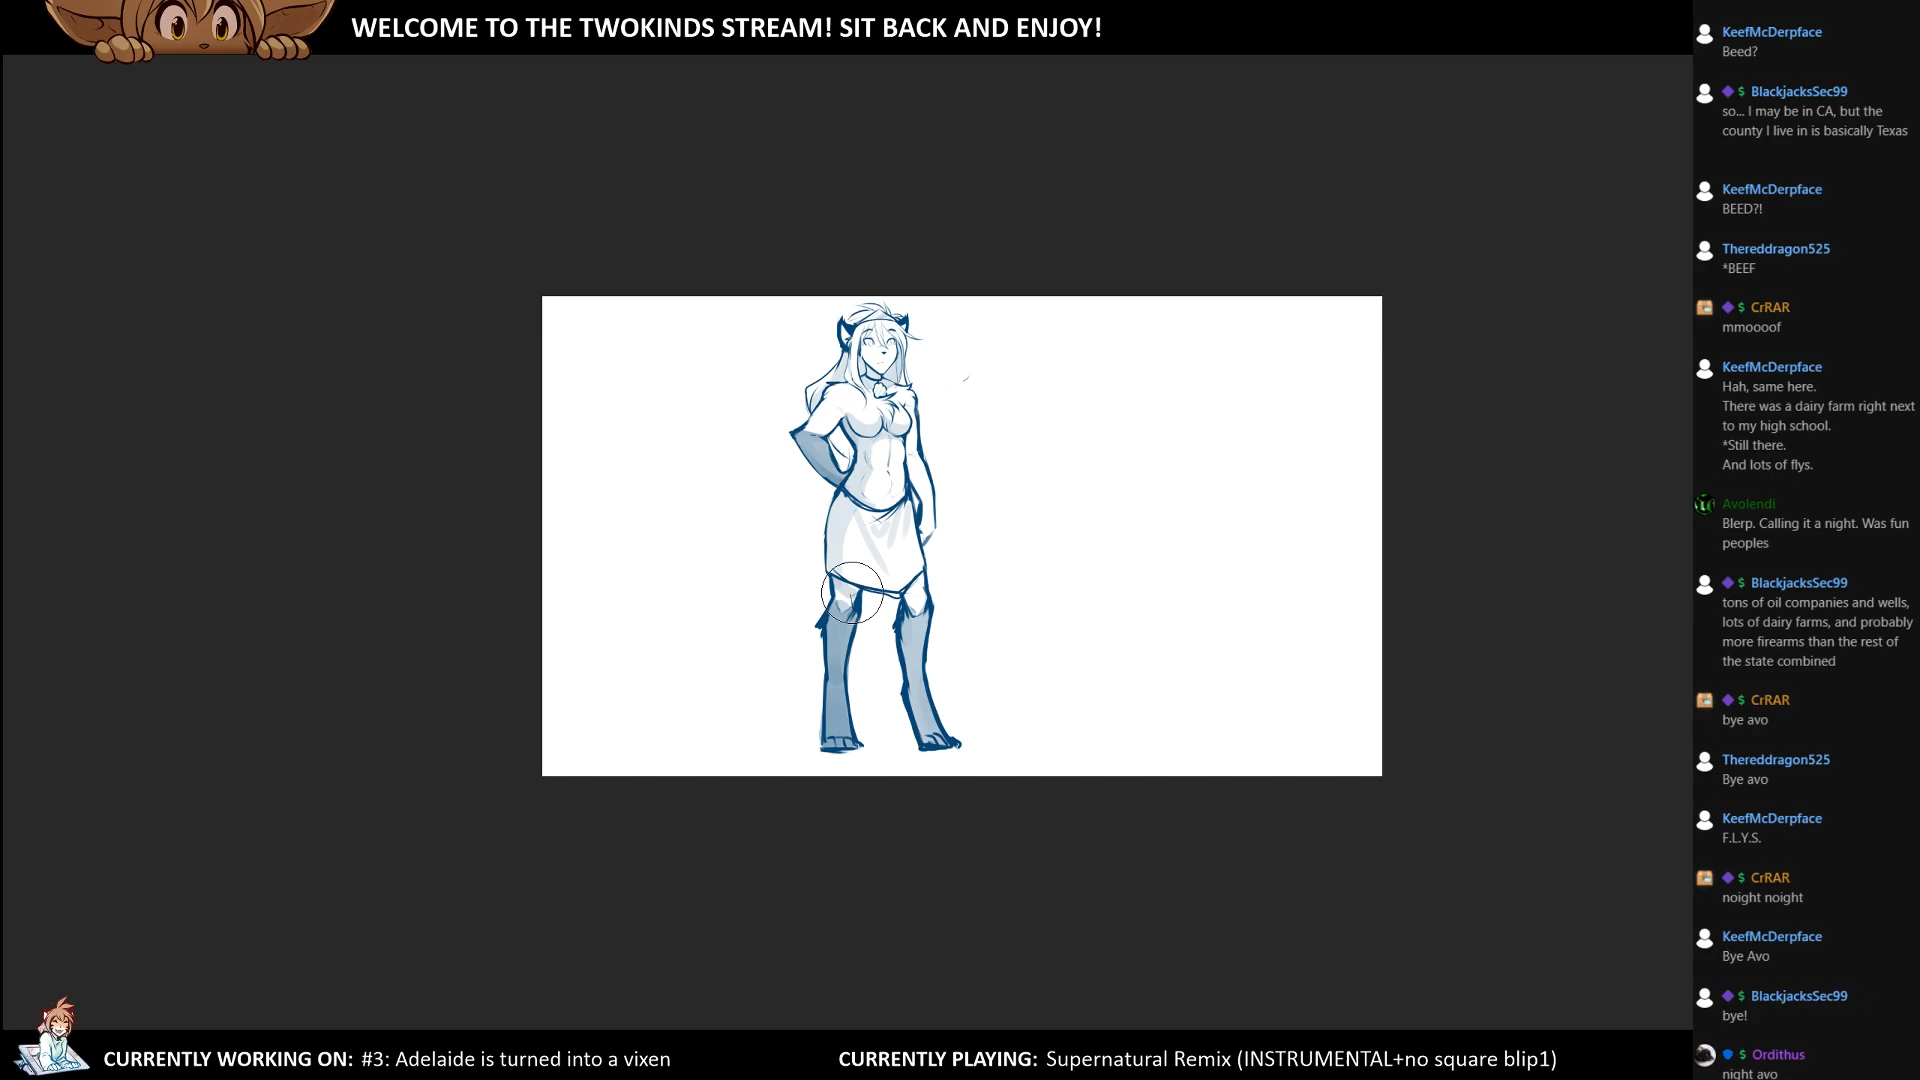 WELCOME TO THE TWOKINDS STREAM! SIT BACK AND ENJOY!
KeefMcDerpface
Beed?
$ BlackjacksSec99
so... I may be in CA, but the
county I live in is basically Texas
KeefMcDerpface
BEED?!
Thereddragon525
*BEEF
$ CrRAR
mmoooof
KeefMcDerpface
Hah, same here.
There was a dairy farm right next
to my high school.
*Still there.
And lots of flys.
Avolendi
Blerp. Calling it a night. Was fun
peoples
$ BlackjacksSec99
tons of oil companies and wells,
lots of dairy farms, and probably
more firearms than the rest of
the state combined
$ CrRAR
bye avo
Thereddragon525
Bye avo
KeefMcDerpface
F.L.Y.S.
$ CrRAR
noight noight
KeefMcDerpface
Bye Avo
$ BlackjacksSec99
bye!
$ Ordithus
night avo
CURRENTLY WORKING ON: #3: Adelaide is turned into a vixen
CURRENTLY PLAYING: Supernatural Remix (INSTRUMENTAL+no square blip1)